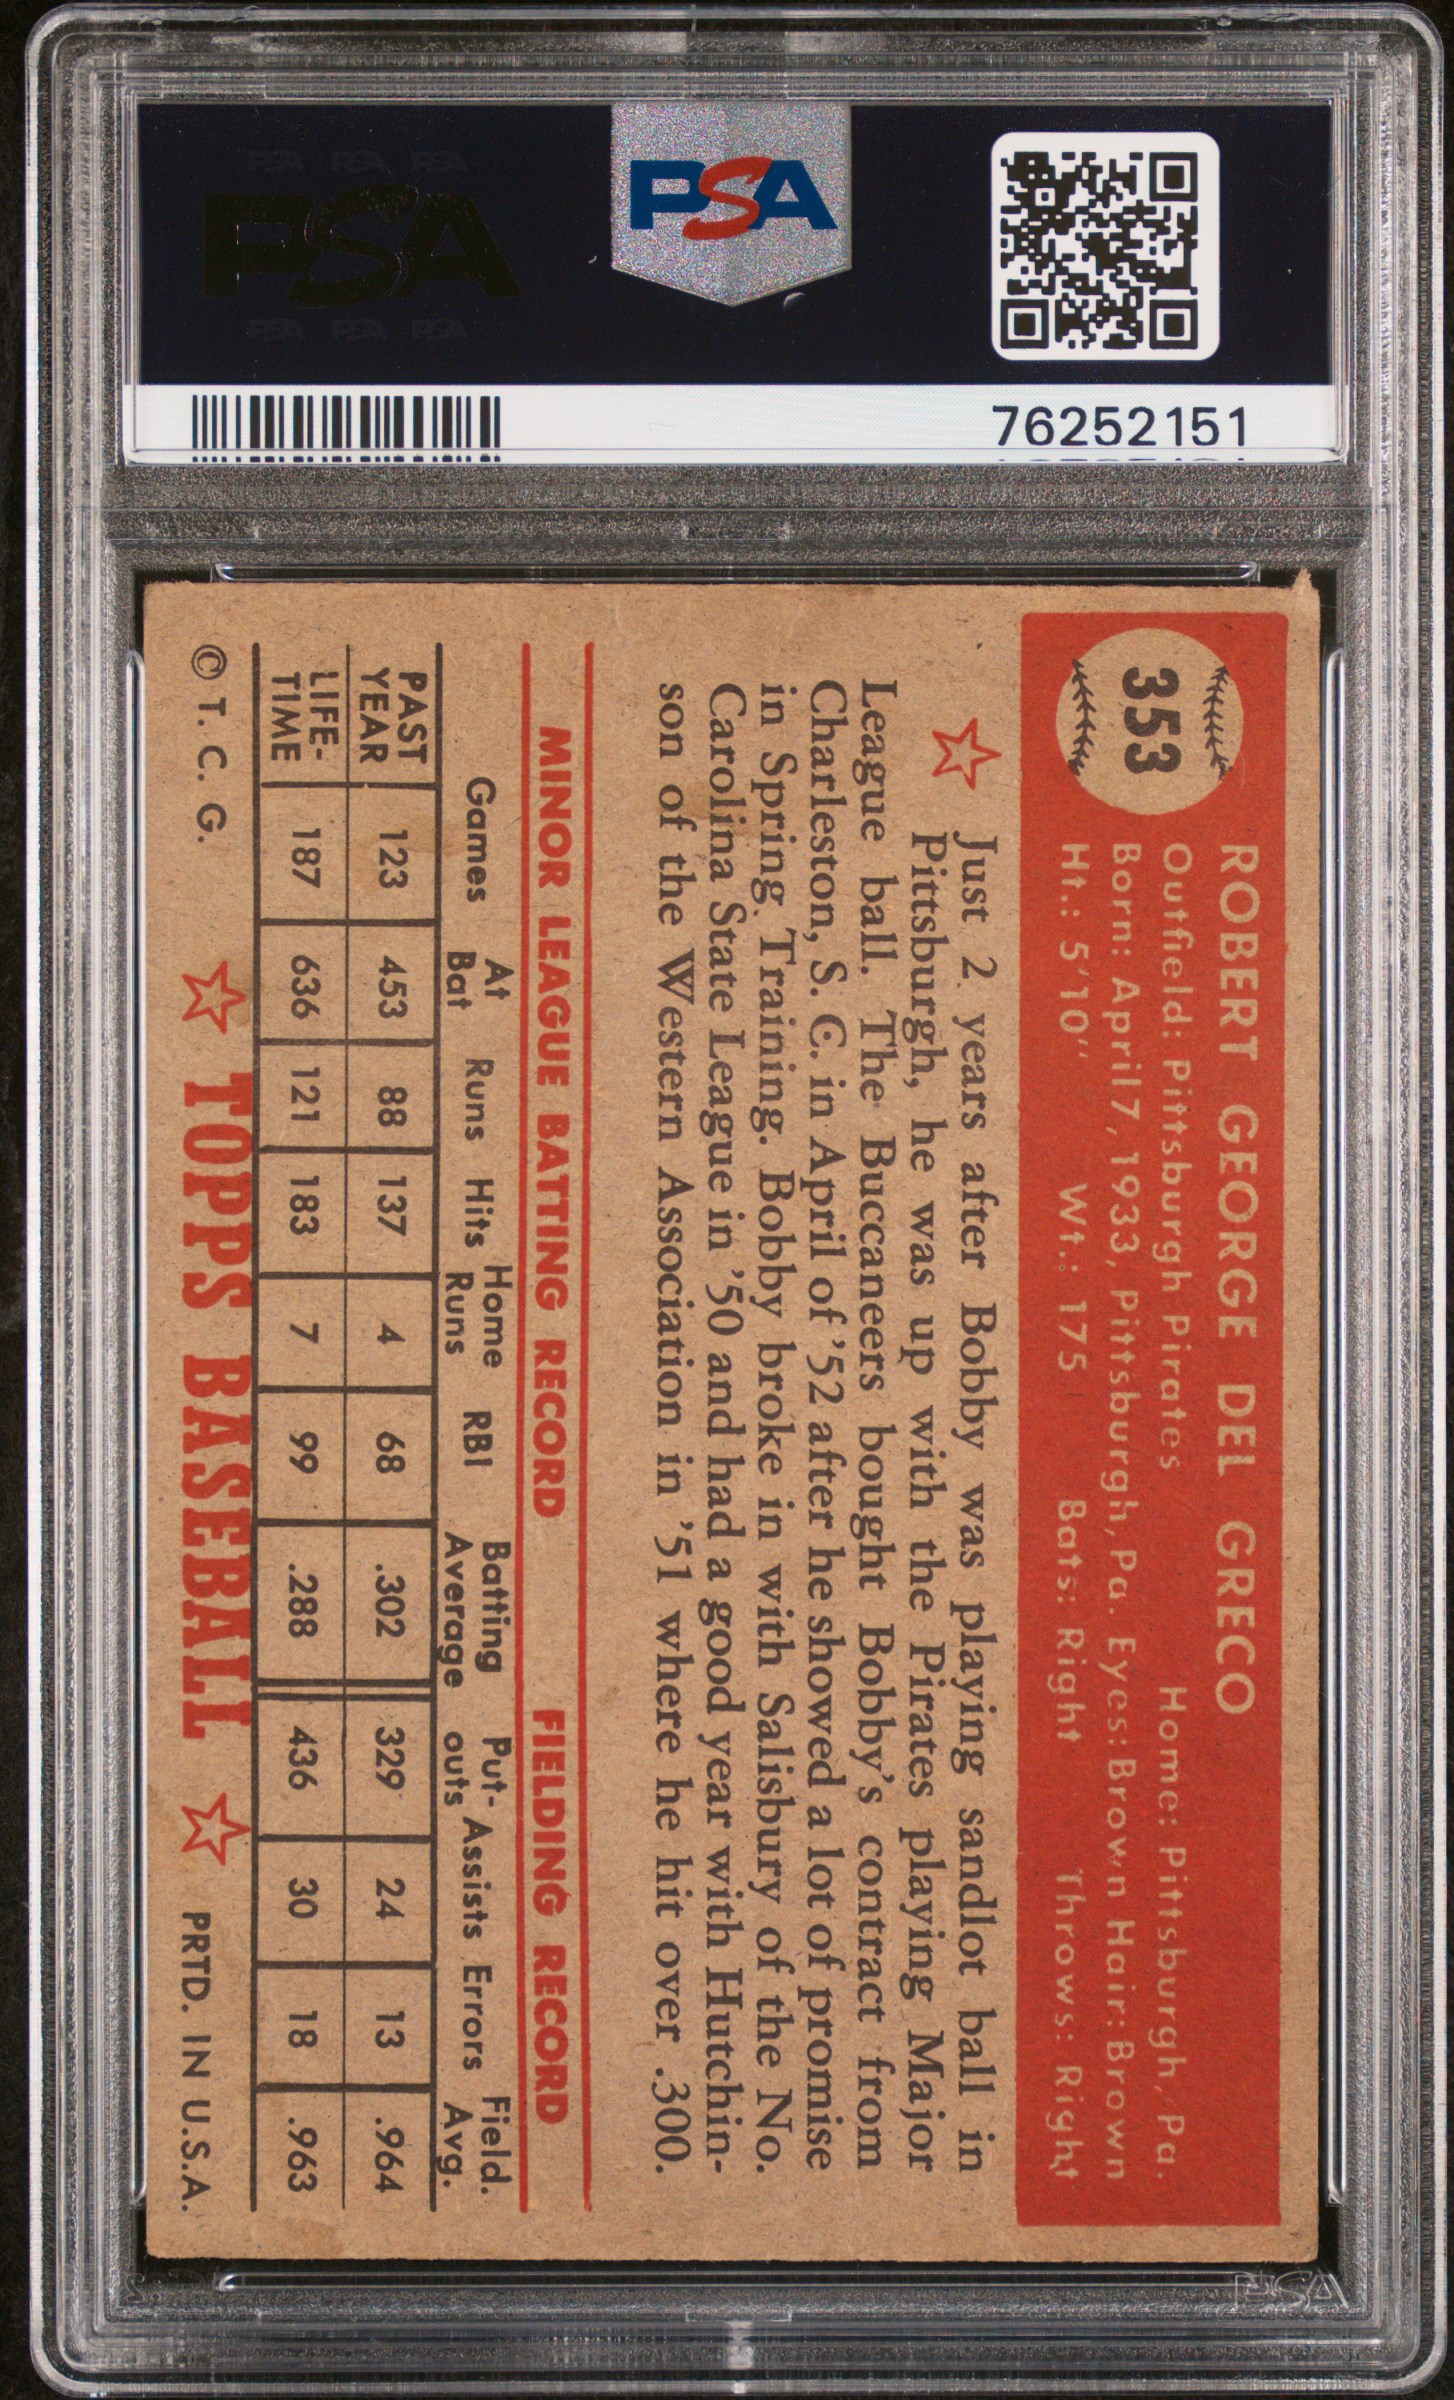 PSA PSA PSA
PSA
PSA PSA PSA
PSA
76252151
353
ROBERT GEORGE DEL GRECO
Outfield: Pittsburgh Pirates Home: Pittsburgh, Pa.
Born: April 7, 1933, Pittsburgh, Pa. Eyes: Brown Hair: Brown
Ht.: 5'10" Wt.: 175 Bats: Right Throws: Right
Just 2 years after Bobby was playing sandlot ball in
Pittsburgh, he was up with the Pirates playing Major
League ball. The Buccaneers bought Bobby's contract from
Charleston, S. C. in April of '52 after he showed a lot of promise
in Spring Training. Bobby broke in with Salisbury of the No.
Carolina State League in '50 and had a good year with Hutchin-
son of the Western Association in '51 where he hit over .300.
MINOR LEAGUE BATTING RECORD FIELDING RECORD
Games At Bat Runs Hits Home Runs RBI Batting Average Put-outs Assists Errors Field. Avg.
PAST YEAR 123 453 88 137 4 68 .302 329 24 13 .964
LIFE-TIME 187 636 121 183 7 99 .288 436 30 18 .963
© T. C. G. TOPPS BASEBALL PRTD. IN U.S.A.
PSA